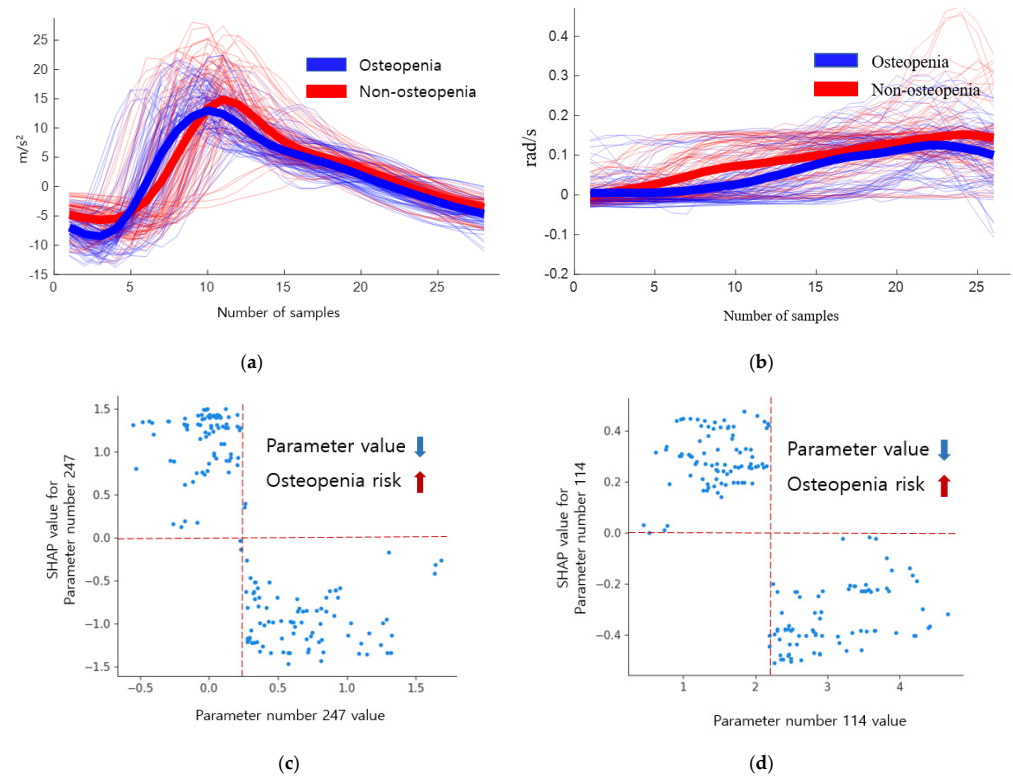 25
20
15
10
5
0
-5
-10
-15
m/s²
Osteopenia
Non-osteopenia
0
5
10
15
20
25
Number of samples
(a)
0.4
0.3
0.2
0.1
0
-0.1
-0.2
rad/s
Osteopenia
Non-osteopenia
0
5
10
15
20
25
Number of samples
(b)
1.5
1.0
0.5
0.0
−0.5
−1.0
−1.5
SHAP value for
Parameter number 247
Parameter value
Osteopenia risk
−0.5
0.0
0.5
1.0
1.5
Parameter number 247 value
(c)
0.4
0.2
0.0
−0.2
−0.4
SHAP value for
Parameter number 114
Parameter value
Osteopenia risk
1
2
3
4
Parameter number 114 value
(d)